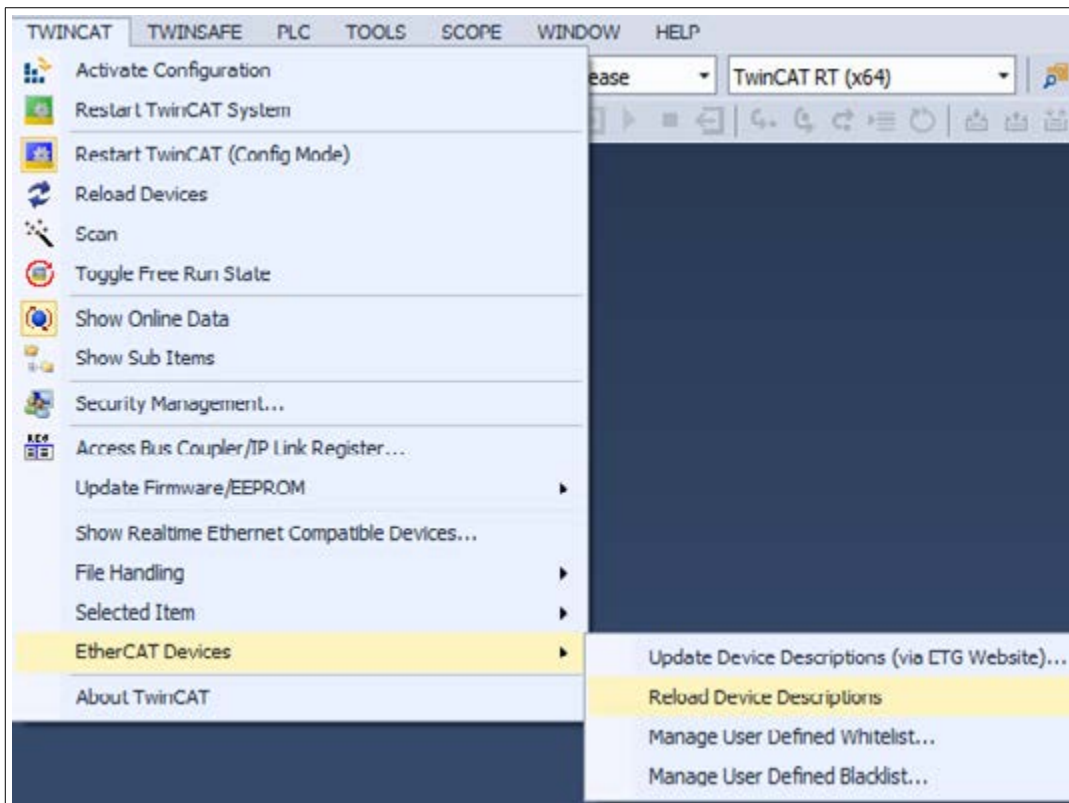 TWINCAT TWINSAFE PLC TOOLS SCOPE WINDOW HELP
ease TwinCAT RT (x64)
Activate Configuration
Restart TwinCAT System
Restart TwinCAT (Config Mode)
Reload Devices
Scan
Toggle Free Run State
Show Online Data
Show Sub Items
Security Management...
Access Bus Coupler/IP Link Register...
Update Firmware/EEPROM
Show Realtime Ethernet Compatible Devices...
File Handling
Selected Item
EtherCAT Devices
About TwinCAT
Update Device Descriptions (via ETG Website)...
Reload Device Descriptions
Manage User Defined Whitelist...
Manage User Defined Blacklist...